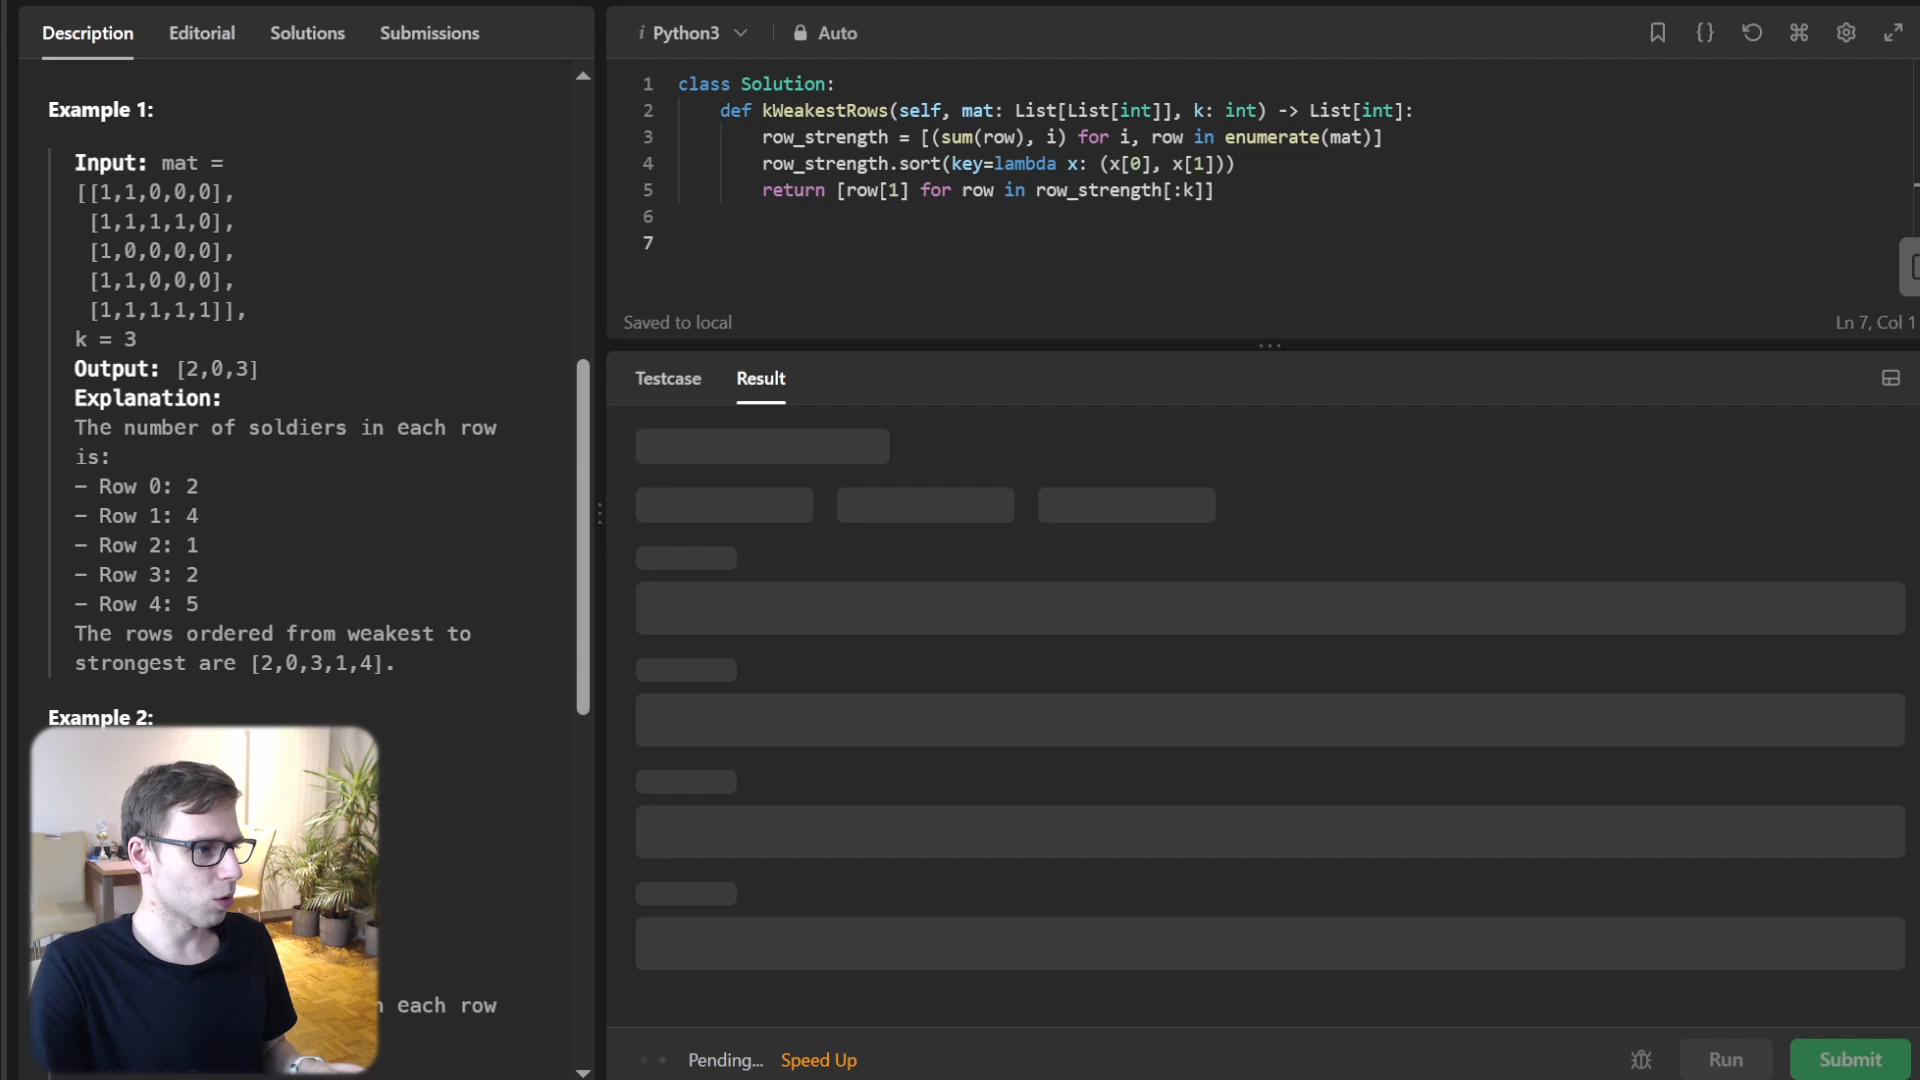 Description Editorial Solutions Submissions
Example 1:
Input: mat =
[[1,1,0,0,0],
[1,1,1,1,0],
[1,0,0,0,0],
[1,1,0,0,0],
[1,1,1,1,1]],
k = 3
Output: [2,0,3]
Explanation:
The number of soldiers in each row
is:
- Row 0: 2
- Row 1: 4
- Row 2: 1
- Row 3: 2
- Row 4: 5
The rows ordered from weakest to
strongest are [2,0,3,1,4].
Example 2:
each row
i Python3 Auto
1 class Solution:
2 def kWeakestRows(self, mat: List[List[int]], k: int) -> List[int]:
3 row_strength = [(sum(row), i) for i, row in enumerate(mat)]
4 row_strength.sort(key=lambda x: (x[0], x[1]))
5 return [row[1] for row in row_strength[:k]]
6
7
Saved to local Ln 7, Col 1
Testcase Result
Pending... Speed Up Run Submit